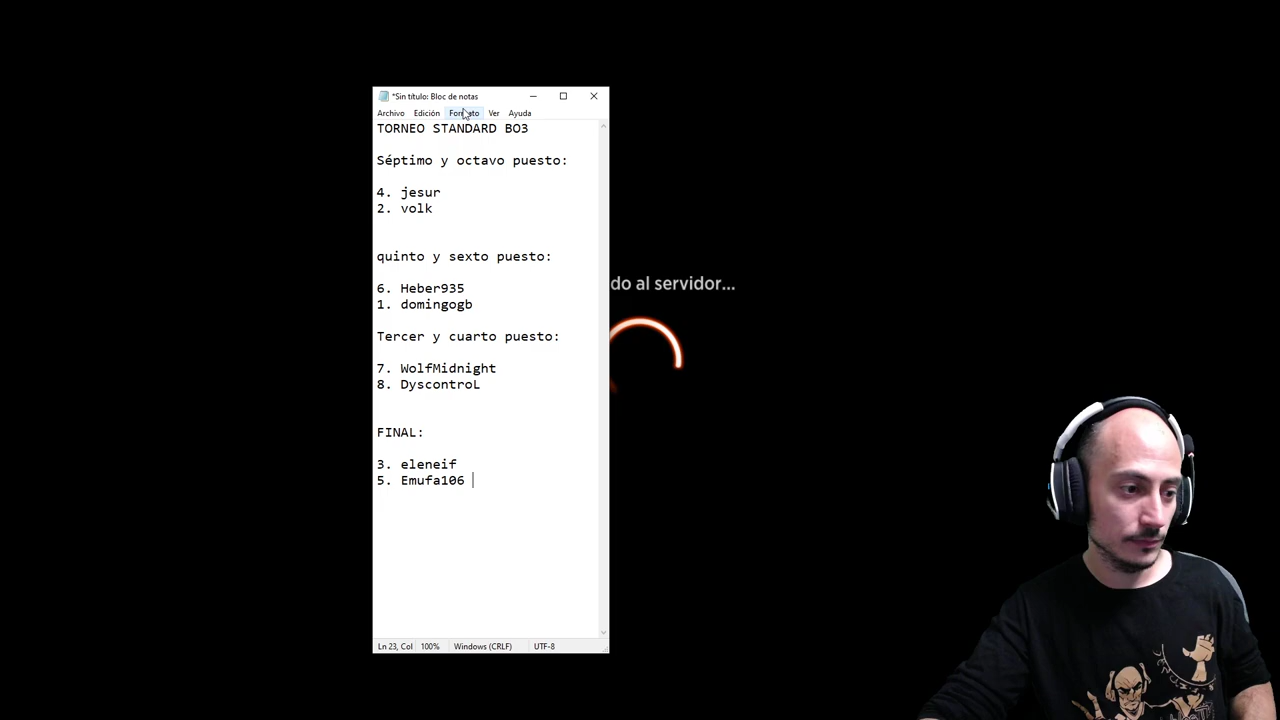 *Sin título: Bloc de notas
Archivo Edición Formato Ver Ayuda
TORNEO STANDARD BO3
Séptimo y octavo puesto:
4. jesur
2. volk
quinto y sexto puesto:
6. Heber935
1. domingogb
Tercer y cuarto puesto:
7. WolfMidnight
8. DyscontroL
FINAL:
3. eleneif
5. Emufa106
do al servidor...
Ln 23, Col 100% Windows (CRLF) UTF-8